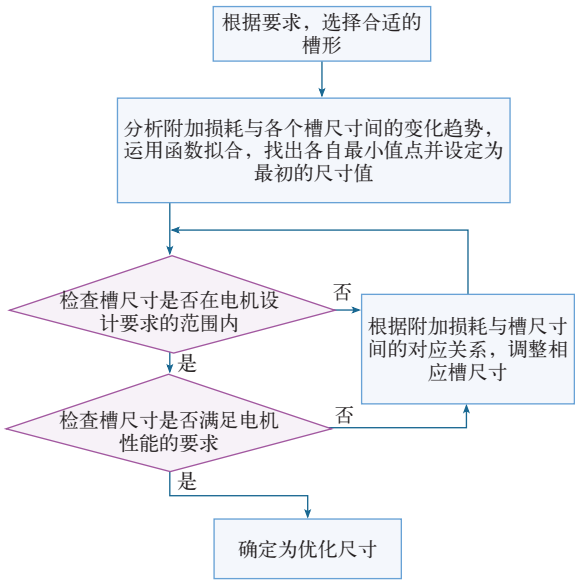 根据要求，选择合适的
槽形
分析附加损耗与各个槽尺寸间的变化趋势，
运用函数拟合，找出各自最小值点并设定为
最初的尺寸值
检查槽尺寸是否在电机设
计要求的范围内
否
根据附加损耗与槽尺寸
间的对应关系，调整相
应槽尺寸
是
检查槽尺寸是否满足电机
性能的要求
否
是
确定为优化尺寸